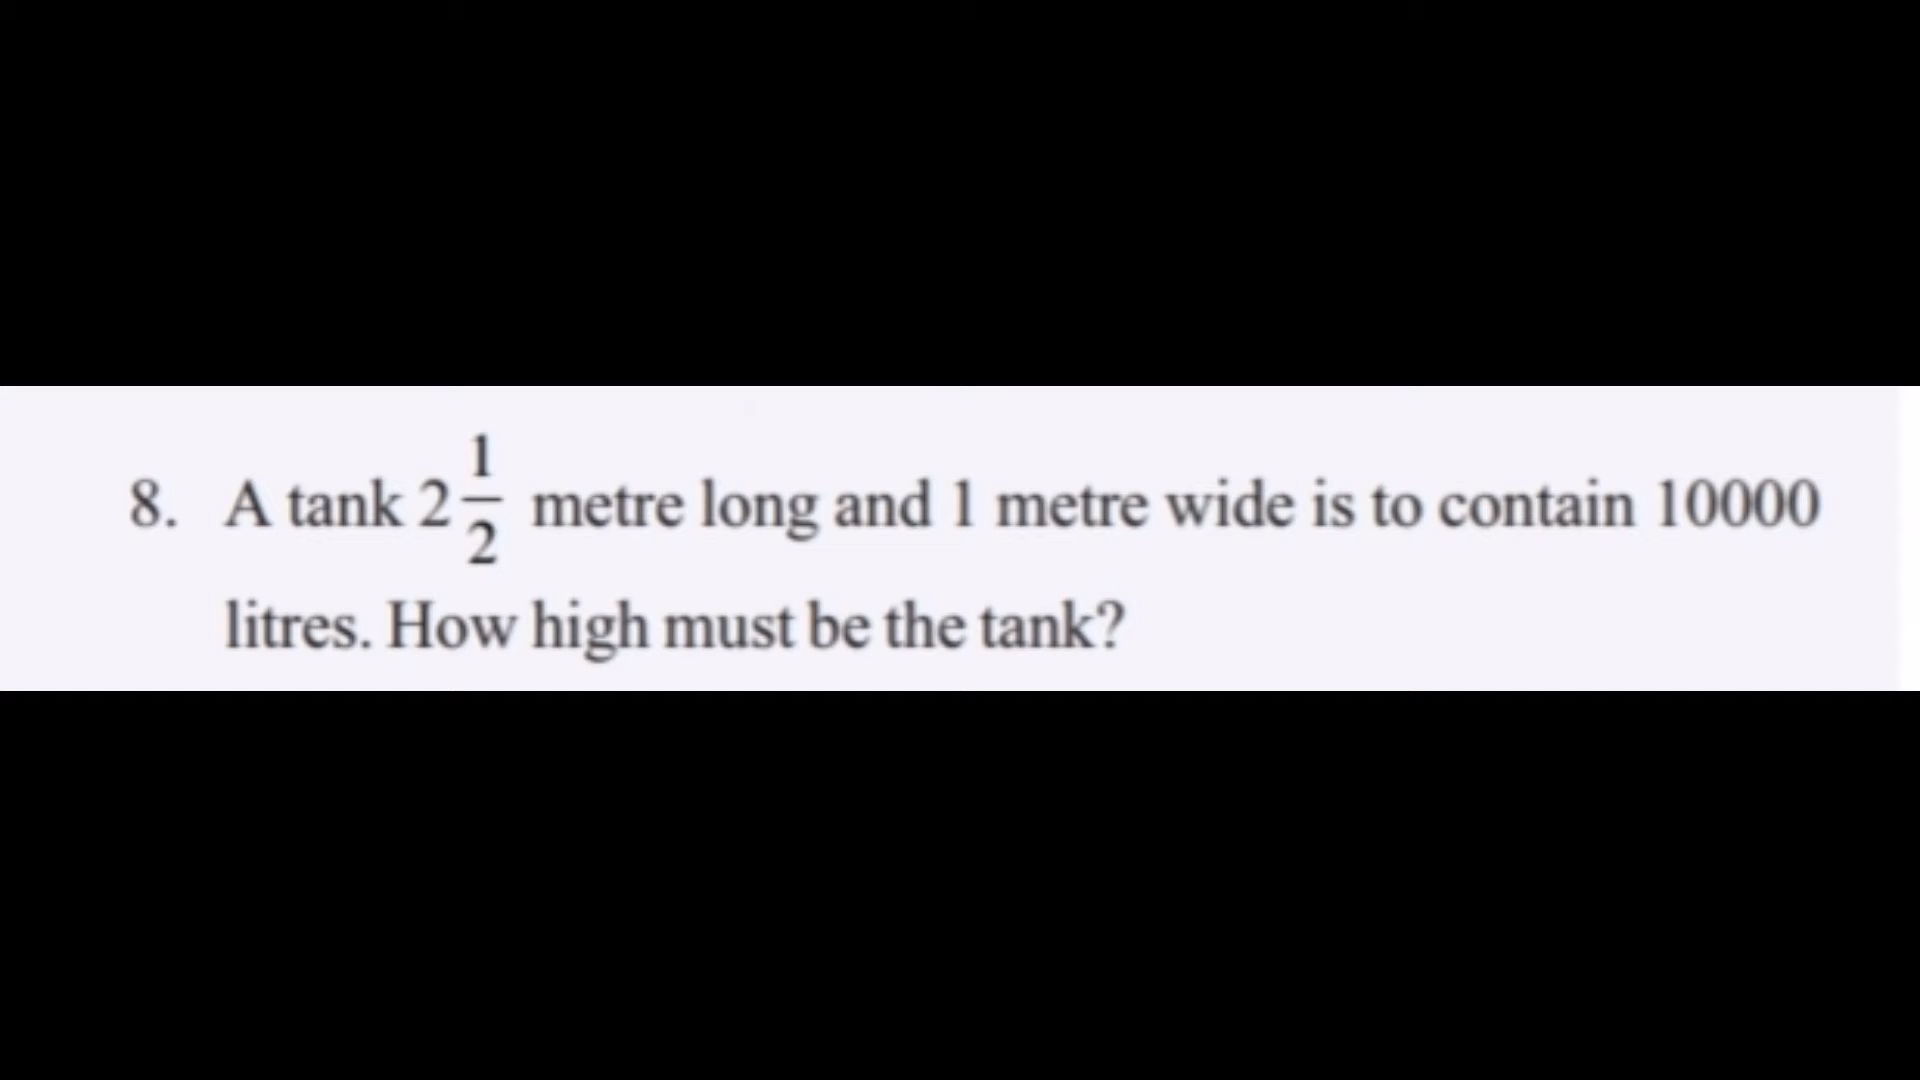 8. A tank 2 1/2 metre long and 1 metre wide is to contain 10000
litres. How high must be the tank?